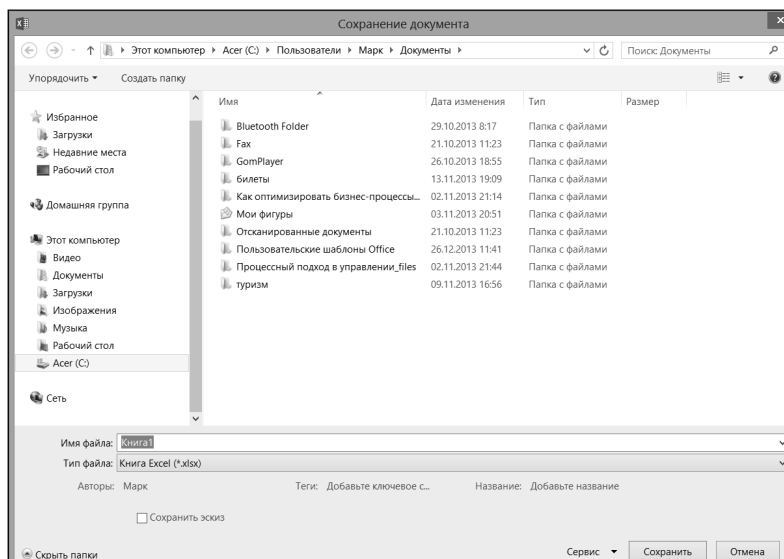 Сохранение документа
Этот компьютер Acer (C:) Пользователи Марк Документы Поиск: Документы
Упорядочить Создать папку
Имя Дата изменения Тип Размер
Избранное
Загрузки
Недавние места
Рабочий стол
Домашняя группа
Этот компьютер
Видео
Документы
Загрузки
Изображения
Музыка
Рабочий стол
Acer (C:)
Сеть
Bluetooth Folder 29.10.2013 8:17 Папка с файлами
Fax 21.10.2013 11:23 Папка с файлами
GomPlayer 26.10.2013 18:55 Папка с файлами
билеты 13.11.2013 19:09 Папка с файлами
Как оптимизировать бизнес-процессы... 02.11.2013 21:14 Папка с файлами
Мои фигуры 03.11.2013 20:51 Папка с файлами
Отсканированные документы 21.10.2013 11:23 Папка с файлами
Пользовательские шаблоны Office 26.12.2013 11:41 Папка с файлами
Процессный подход в управлении_files 02.11.2013 21:44 Папка с файлами
туризм 09.11.2013 16:56 Папка с файлами
Имя файла: Книга1
Тип файла: Книга Excel (*.xlsx)
Авторы: Марк Теги: Добавьте ключевое с... Название: Добавьте название
Сохранить эскиз
Скрыть папки Сервис Сохранить Отмена